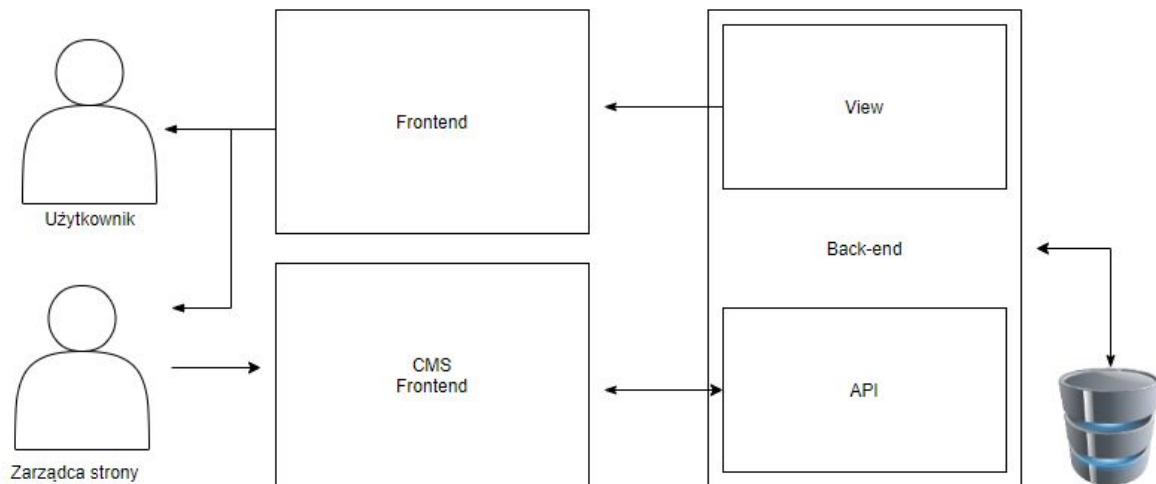 Frontend
View
Użytkownik
Back-end
CMS
Frontend
API
Zarządca strony